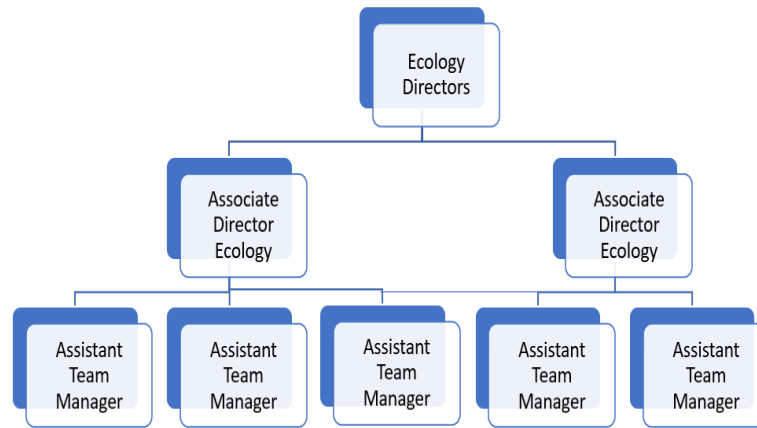 Ecology
Directors
Associate
Director
Ecology
Associate
Director
Ecology
Assistant
Team
Manager
Assistant
Team
Manager
Assistant
Team
Manager
Assistant
Team
Manager
Assistant
Team
Manager